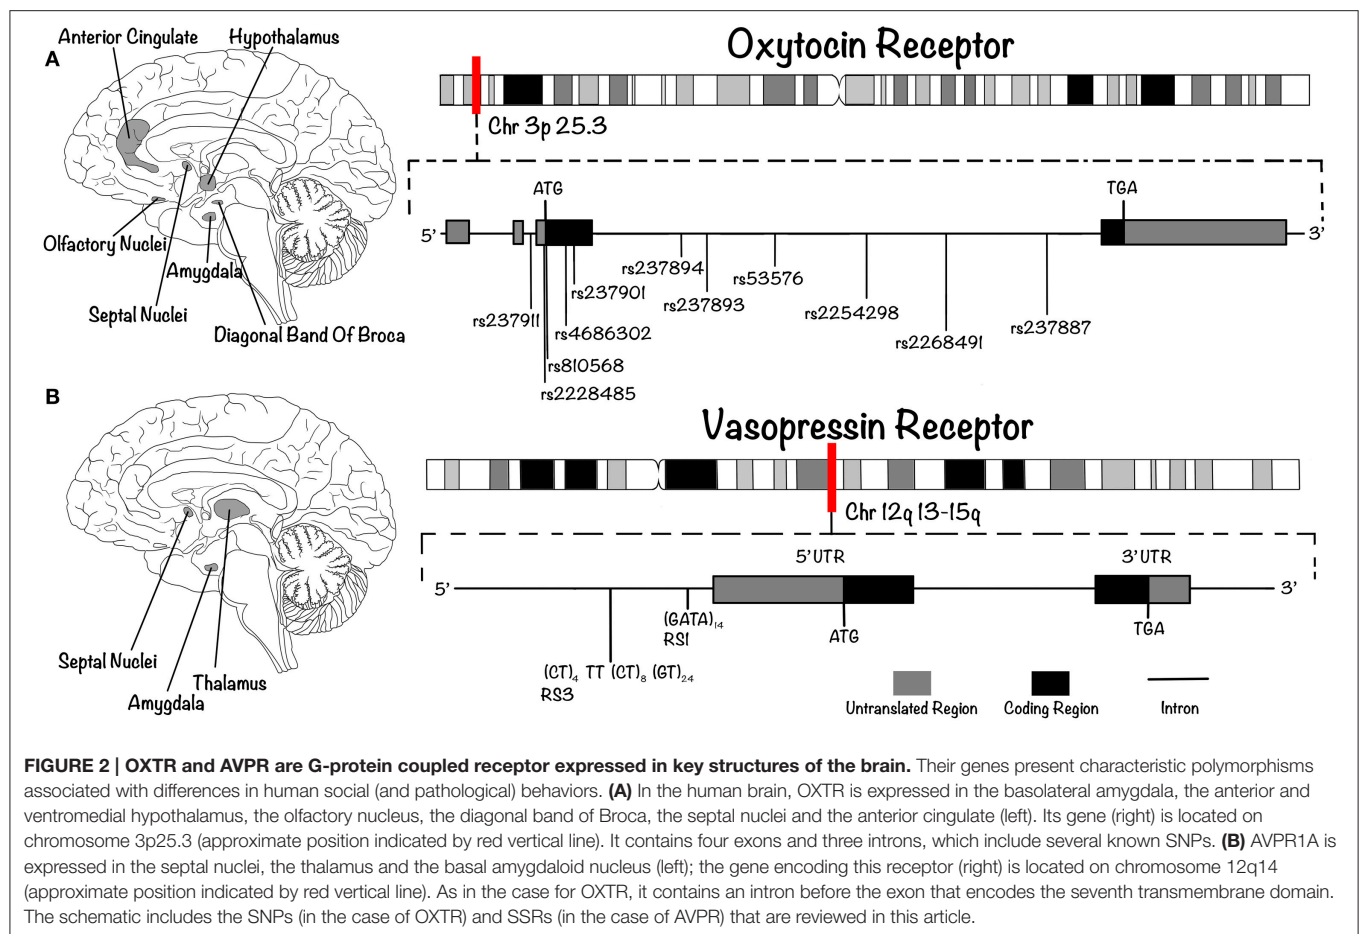 A
Anterior Cingulate
Hypothalamus
Oxytocin Receptor
Chr 3p 25.3
ATG
TGA
5'
3'
Olfactory Nuclei
Amygdala
Septal Nuclei
Diagonal Band Of Broca
rs237911
rs2228485
rs810568
rs4686302
rs237901
rs237894
rs237893
rs53576
rs2254298
rs2268491
rs237887
B
Vasopressin Receptor
Chr 12q 13-15q
5'UTR
3'UTR
5'
3'
(GATA)₁₄
RS1
ATG
TGA
(CT)₄ TT (CT)₈ (GT)₂₄
RS3
Septal Nuclei
Amygdala
Thalamus
Untranslated Region
Coding Region
Intron
FIGURE 2 | OXTR and AVPR are G-protein coupled receptor expressed in key structures of the brain. Their genes present characteristic polymorphisms
associated with differences in human social (and pathological) behaviors. (A) In the human brain, OXTR is expressed in the basolateral amygdala, the anterior and
ventromedial hypothalamus, the olfactory nucleus, the diagonal band of Broca, the septal nuclei and the anterior cingulate (left). Its gene (right) is located on
chromosome 3p25.3 (approximate position indicated by red vertical line). It contains four exons and three introns, which include several known SNPs. (B) AVPR1A is
expressed in the septal nuclei, the thalamus and the basal amygdaloid nucleus (left); the gene encoding this receptor (right) is located on chromosome 12q14
(approximate position indicated by red vertical line). As in the case for OXTR, it contains an intron before the exon that encodes the seventh transmembrane domain.
The schematic includes the SNPs (in the case of OXTR) and SSRs (in the case of AVPR) that are reviewed in this article.